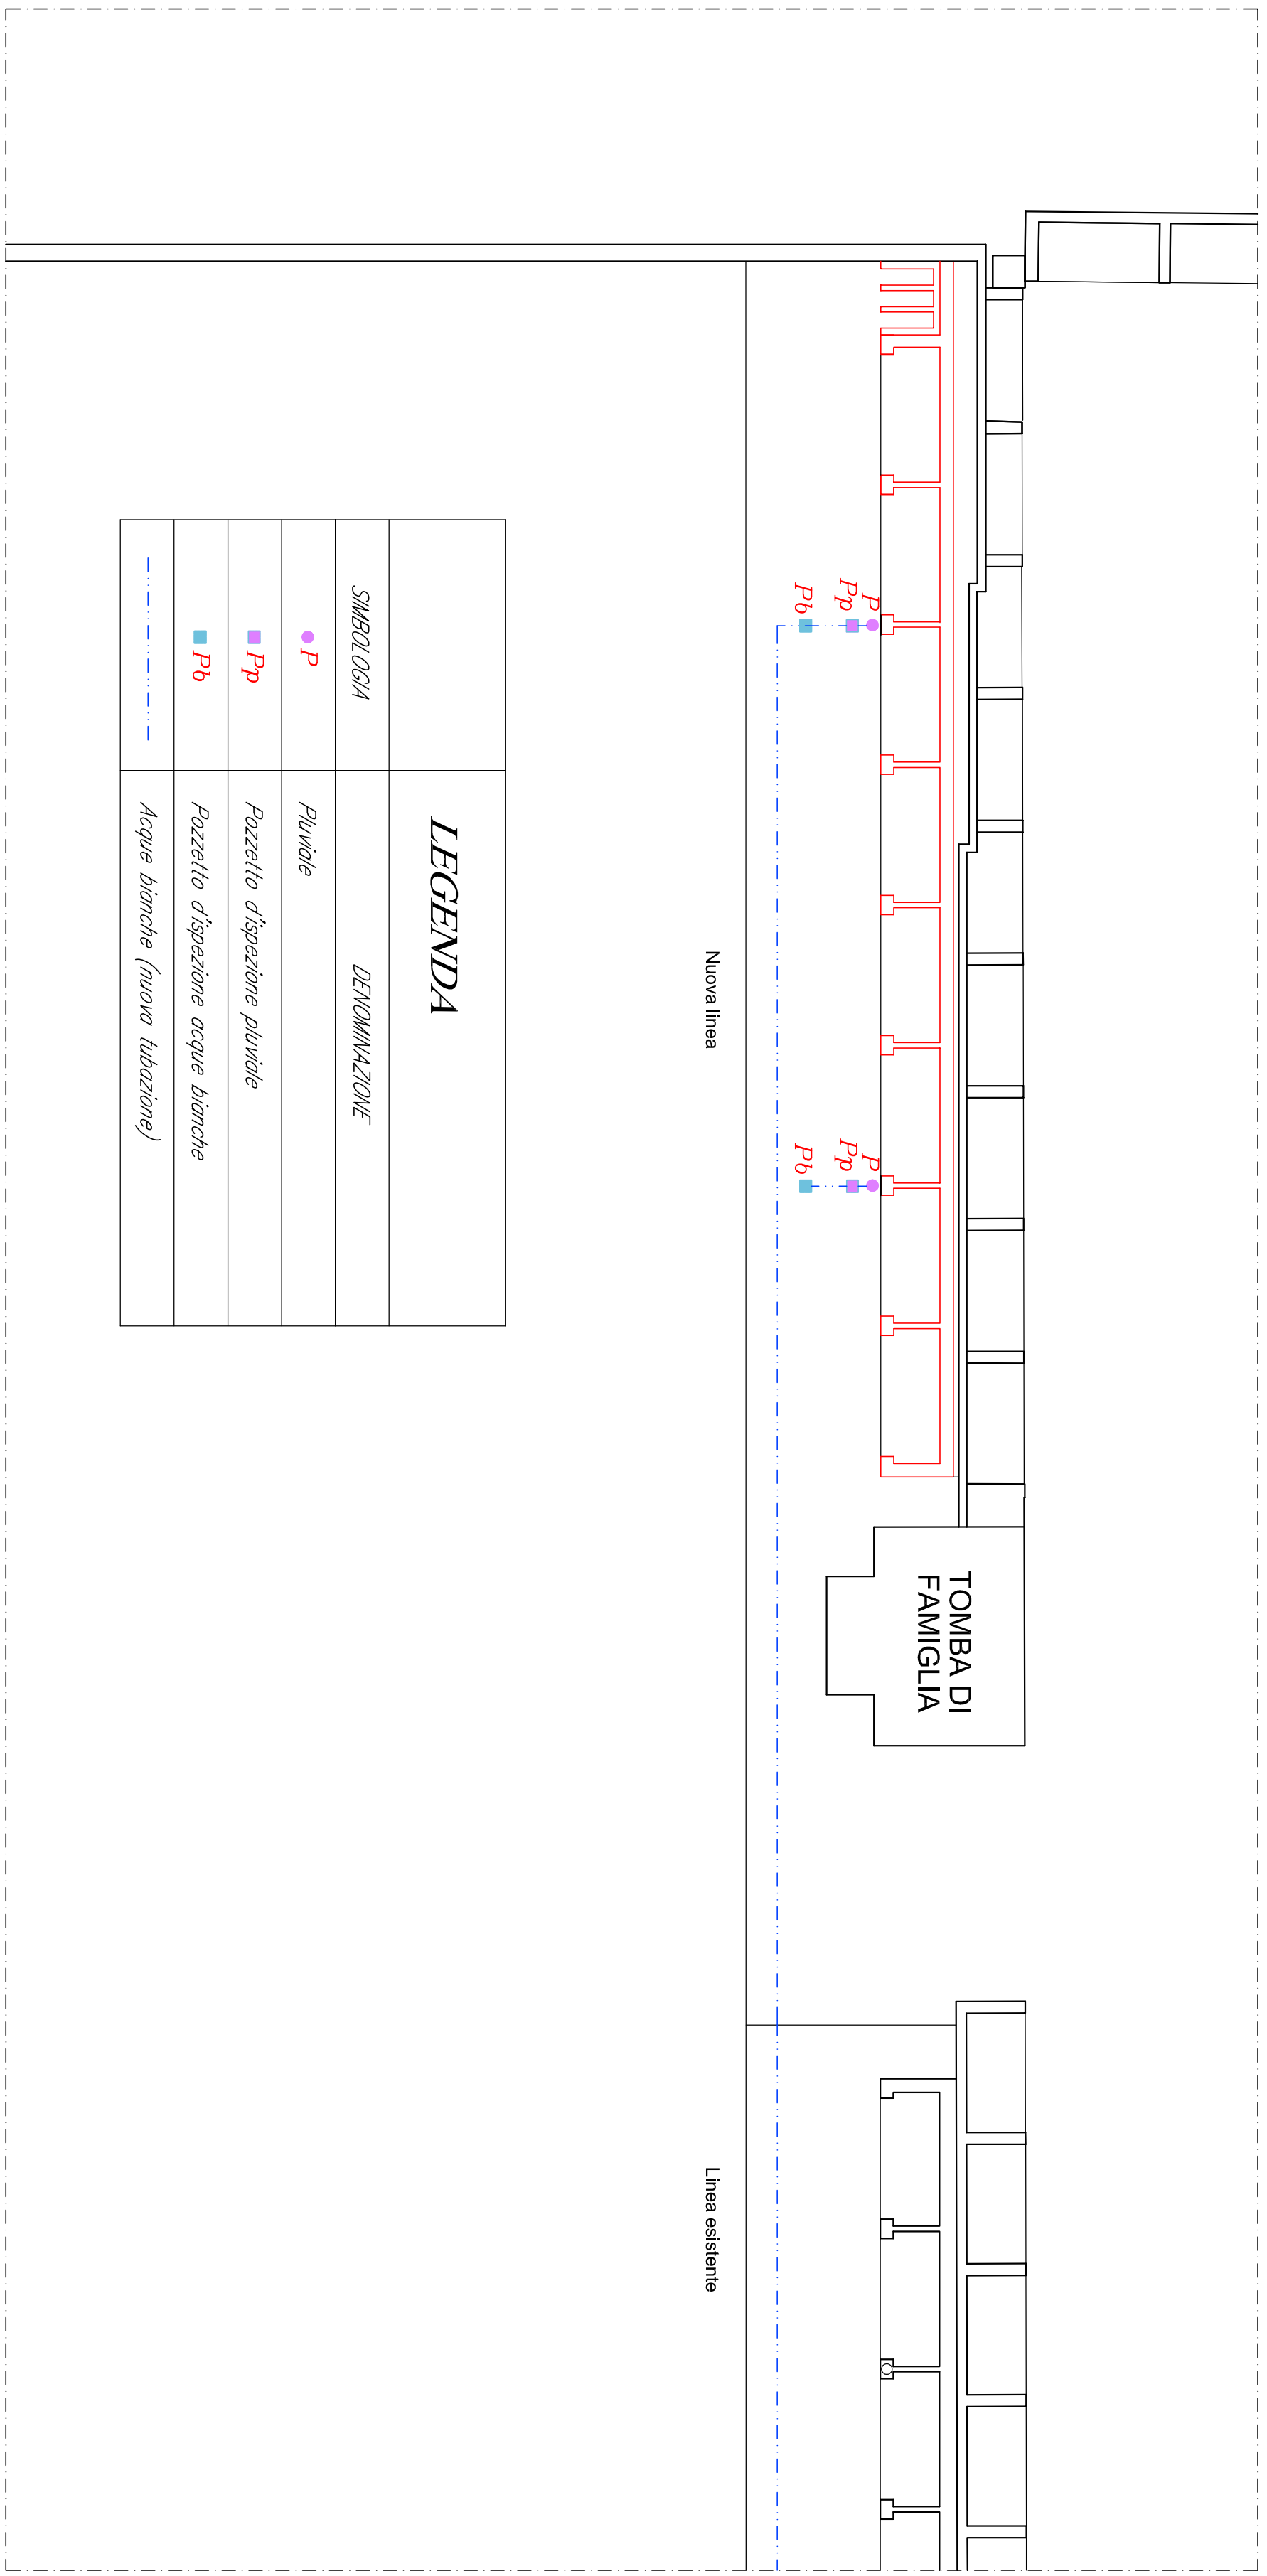 TOMBA DI
FAMIGLIA
P
Pp
Pb
P
Pp
Pb
Nuova linea
Linea esistente
LEGENDA
SIMBOLOGIA DENOMINAZIONE
P Pluviale
Pp Pozzetto d'ispezione pluviale
Pb Pozzetto d'ispezione acque bianche
Acque bianche (nuova tubazione)